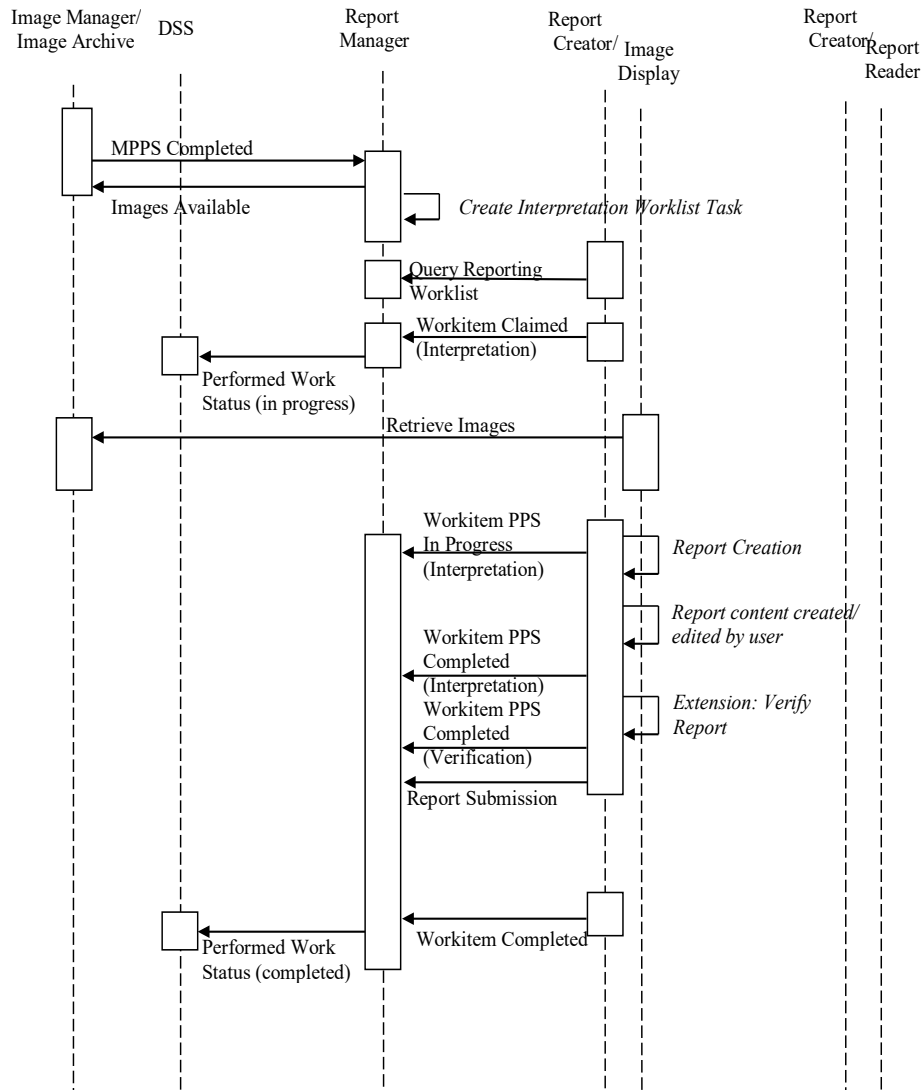 Image Manager/
Image Archive
DSS
Report
Manager
Report
Creator/
Image
Display
Report
Creator/
Report
Reader
MPPS Completed
Images Available
Create Interpretation Worklist Task
Query Reporting
Worklist
Workitem Claimed
(Interpretation)
Performed Work
Status (in progress)
Retrieve Images
Workitem PPS
In Progress
(Interpretation)
Report Creation
Report content created/
edited by user
Workitem PPS
Completed
(Interpretation)
Extension: Verify
Report
Workitem PPS
Completed
(Verification)
Report Submission
Workitem Completed
Performed Work
Status (completed)